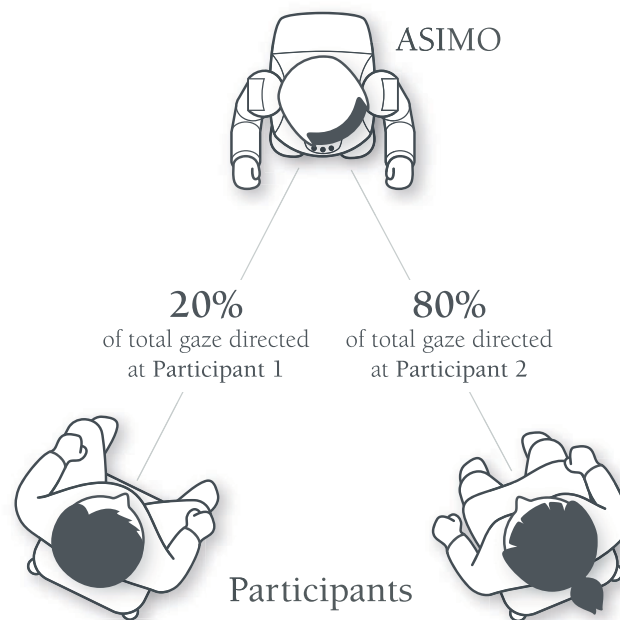 ASIMO
20%
of total gaze directed
at Participant 1
80%
of total gaze directed
at Participant 2
Participants